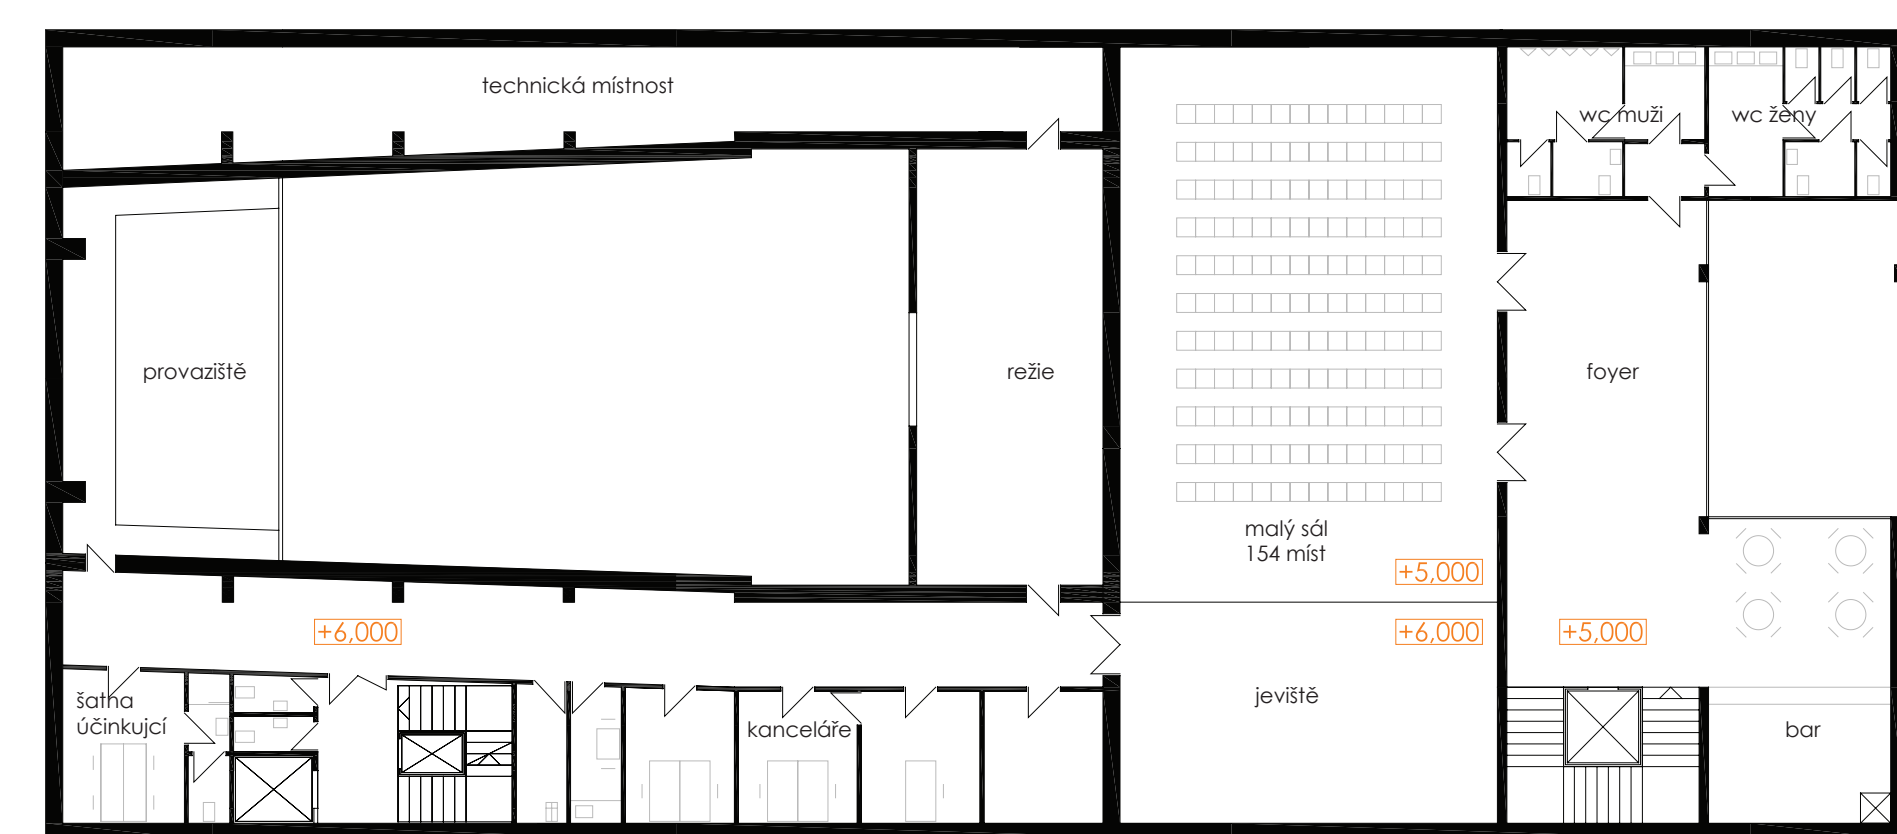 technická místnost
wc muži
wc ženy
provaziště
režie
foyer
malý sál
154 míst
+5,000
+6,000
+6,000
+5,000
šatna
účinkujcí
kanceláře
jeviště
bar